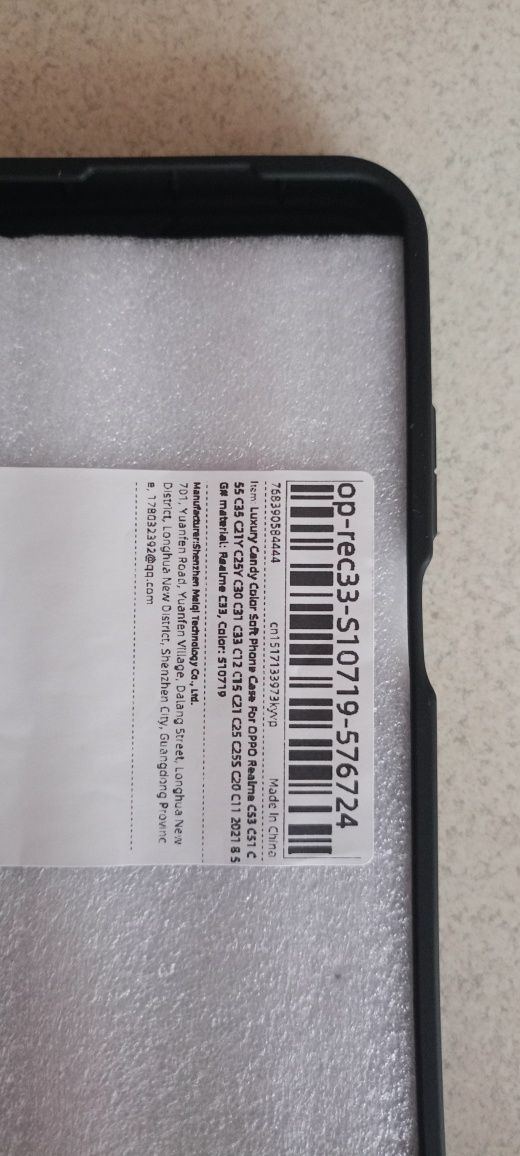 op-rec33-S10719-576724
768390584444 cn1517133973kyvp Made In China
Item: Luxury Candy Color Soft Phone Case For OPPO Realme C53 C51 C
55 C35 C21Y C25Y C30 C31 C33 C12 C15 C21 C25 C25S C20 C11 2021 8 5
G# material: Realme C33, Color: S10719
Manufacturer:Shenzhen Meiqi Technology Co., Ltd.
701, Yuanfen Road, Yuanfen Village, Dalang Street, Longhua New
District, Longhua New District, Shenzhen City, Guangdong Provinc
e, 178032392@qq.com